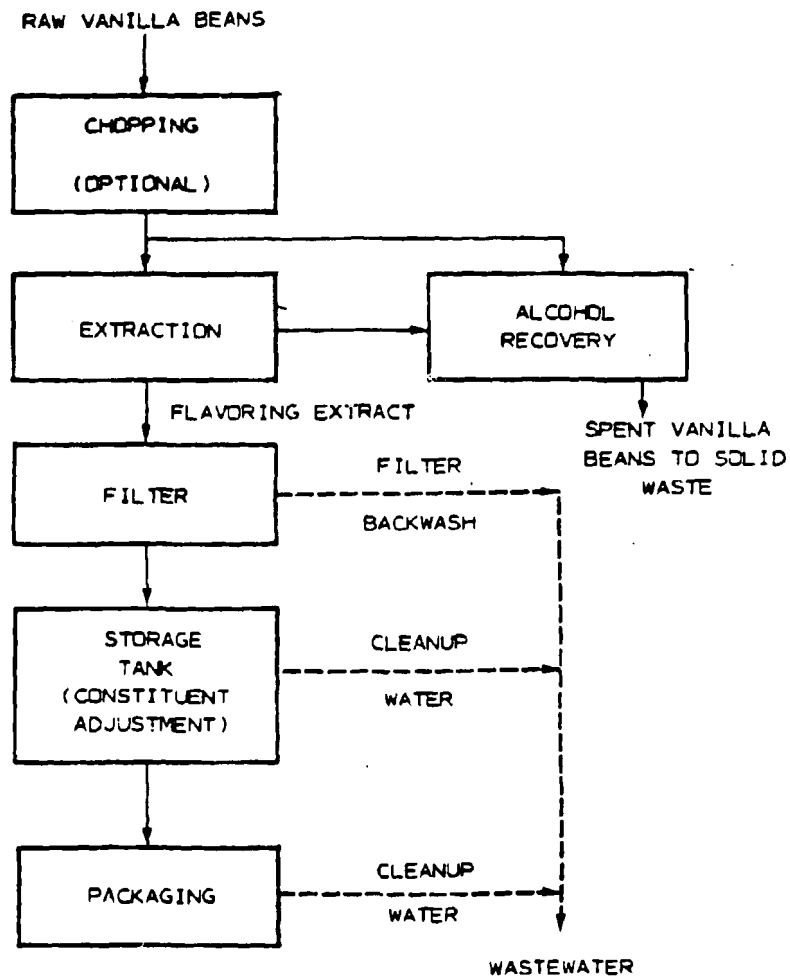 RAW VANILLA BEANS
CHOPPING
(OPTIONAL)
EXTRACTION
ALCOHOL
RECOVERY
FLAVORING EXTRACT
SPENT VANILLA
BEANS TO SOLID
WASTE
FILTER
FILTER
BACKWASH
STORAGE
TANK
(CONSTITUENT
ADJUSTMENT)
CLEANUP
WATER
PACKAGING
CLEANUP
WATER
WASTEWATER